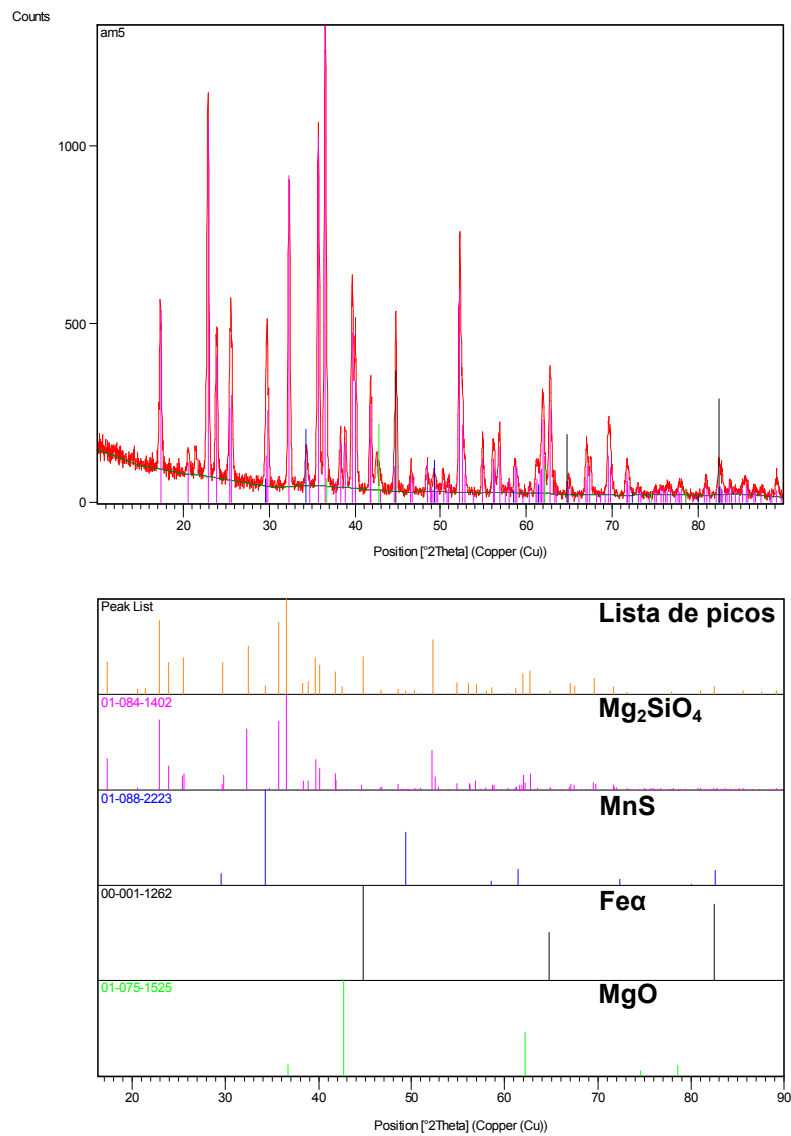 Counts
am5
1000
500
0
20 30 40 50 60 70 80
Position [°2Theta] (Copper (Cu))
Peak List
Lista de picos
01-084-1402
Mg₂SiO₄
01-088-2223
MnS
00-001-1262
Feα
01-075-1525
MgO
20 30 40 50 60 70 80 90
Position [°2Theta] (Copper (Cu))